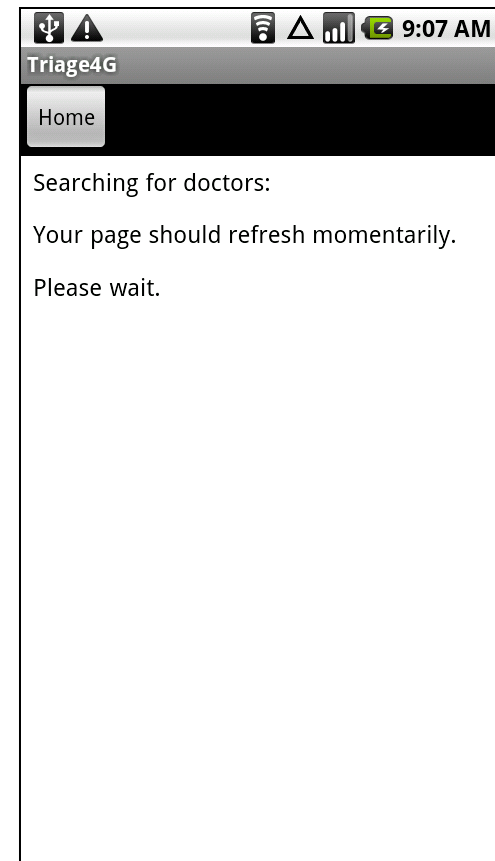 9:07 AM
Triage4G
Home
Searching for doctors:
Your page should refresh momentarily.
Please wait.